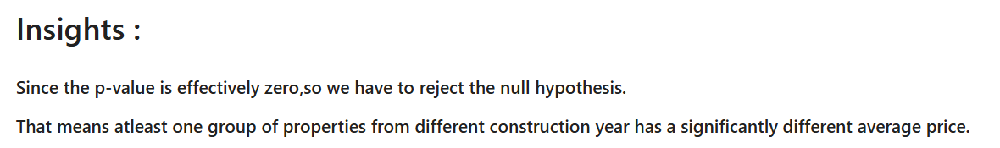 Insights :
Since the p-value is effectively zero,so we have to reject the null hypothesis.
That means atleast one group of properties from different construction year has a significantly different average price.